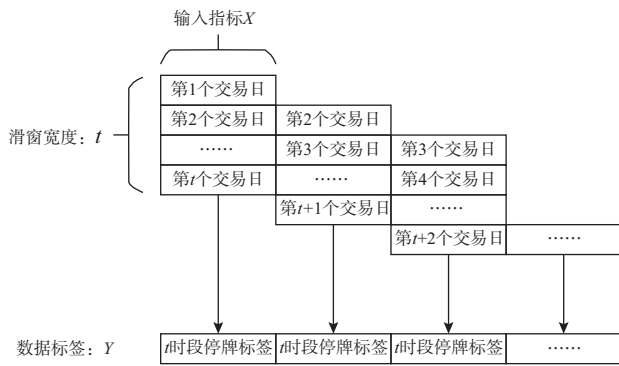 输入指标X
第1个交易日
第2个交易日 第2个交易日
滑窗宽度：t
…… 第3个交易日 第3个交易日
第t个交易日 …… 第4个交易日
第t+1个交易日 ……
第t+2个交易日 ……
数据标签：Y t时段停牌标签 t时段停牌标签 t时段停牌标签 ……